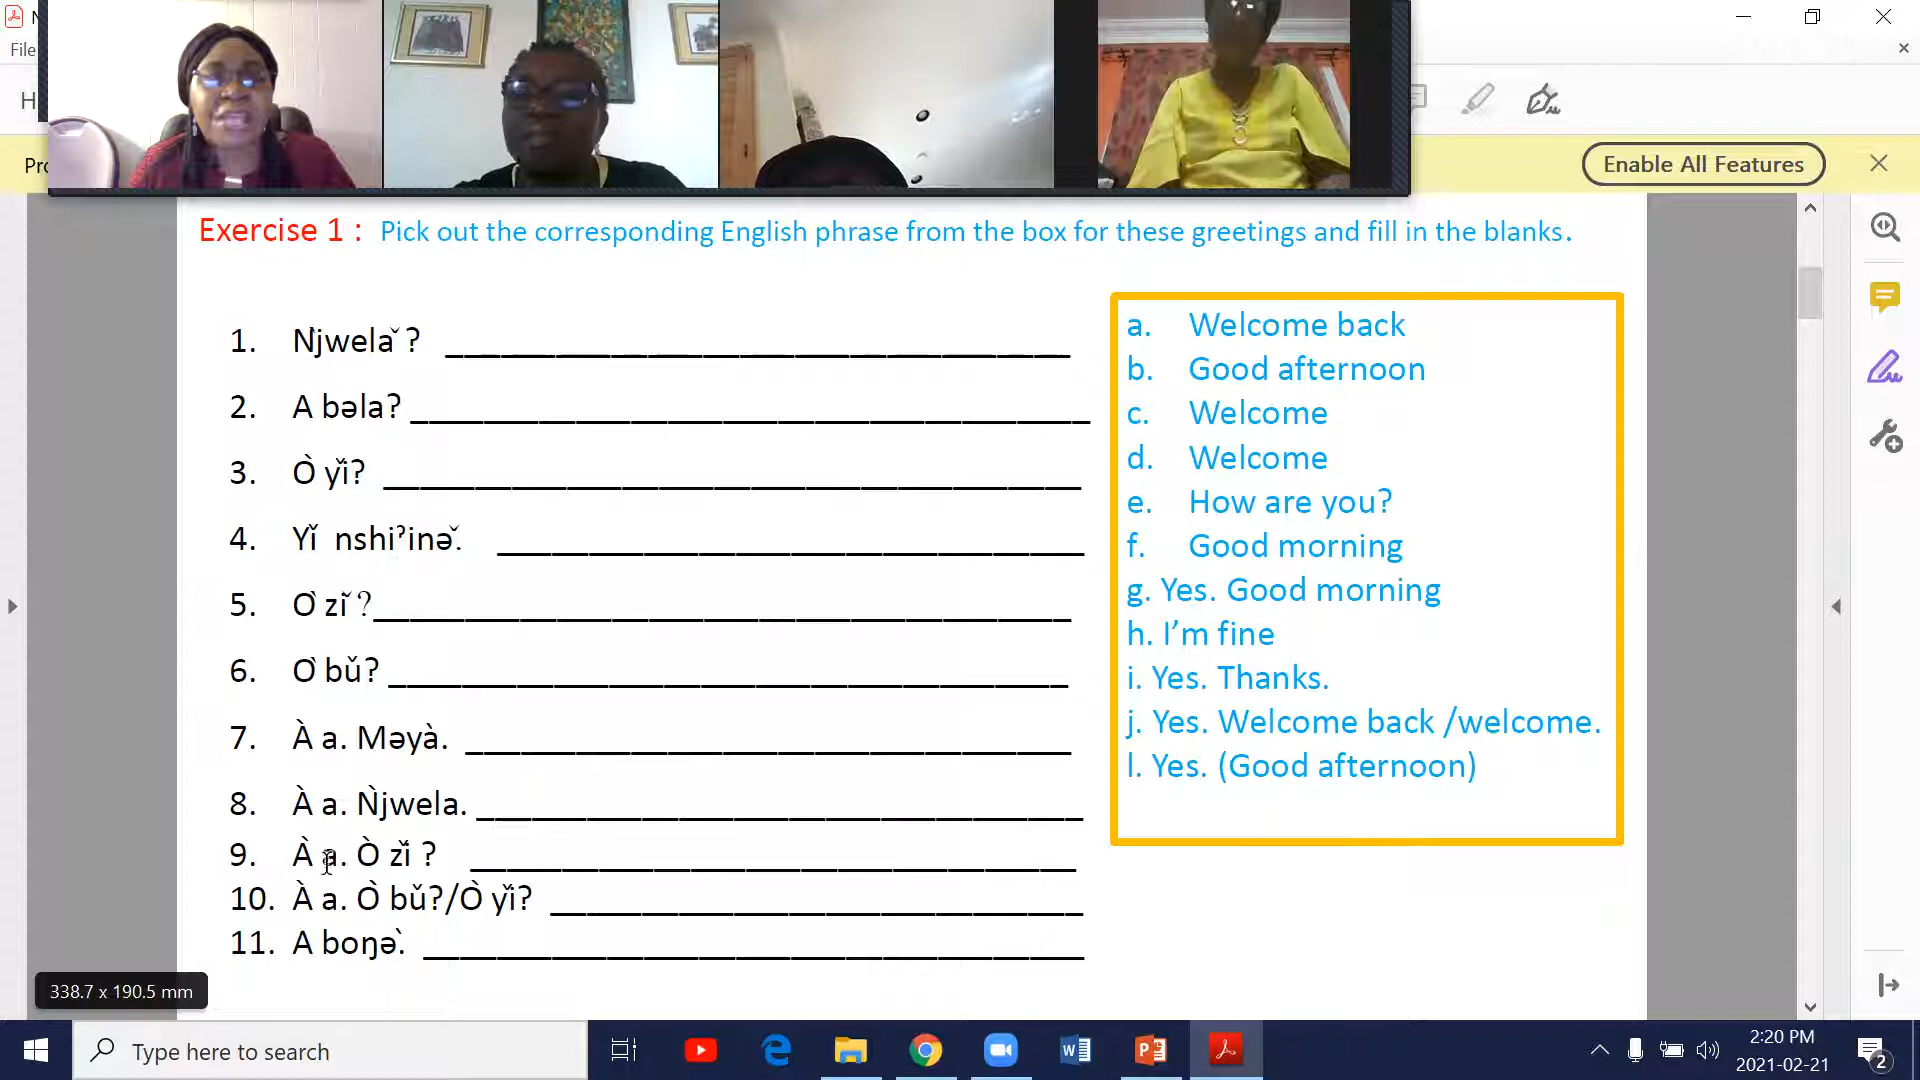 File
Enable All Features
Exercise 1 : Pick out the corresponding English phrase from the box for these greetings and fill in the blanks.
1. Ǹjwelaˇ ?
2. A bəla?
3. Ò yǐ?
4. Yǐ nshiʼinə̌.
5. Ò zǐ ?
6. Ò bǔ?
7. À a. Məyà.
8. À a. Ǹjwela.
9. À a. Ò zǐ ?
10. À a. Ò bǔ?/Ò yǐ?
11. A boŋə̀.
a. Welcome back
b. Good afternoon
c. Welcome
d. Welcome
e. How are you?
f. Good morning
g. Yes. Good morning
h. I’m fine
i. Yes. Thanks.
j. Yes. Welcome back /welcome.
l. Yes. (Good afternoon)
338.7 x 190.5 mm
Type here to search
2:20 PM
2021-02-21
2